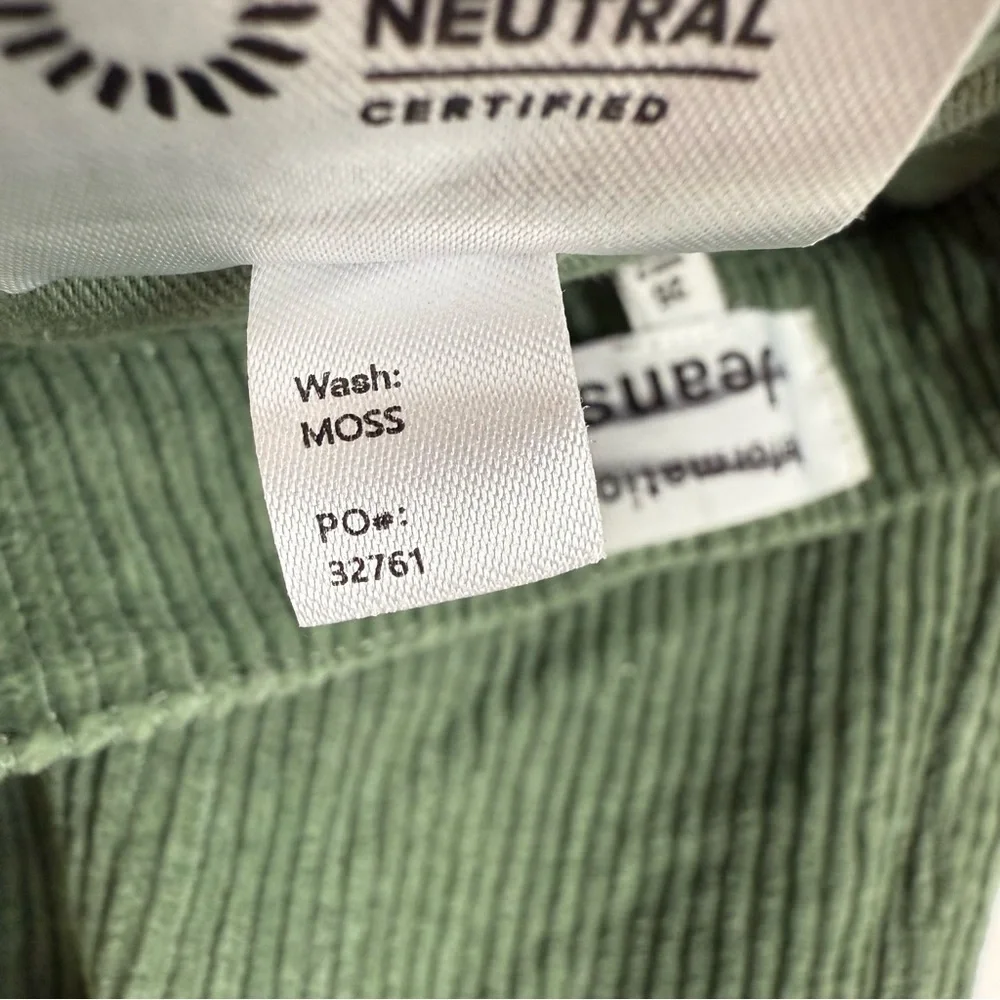 NEUTRAL
CERTIFIED
Wash:
MOSS
PO#:
32761
Jeans